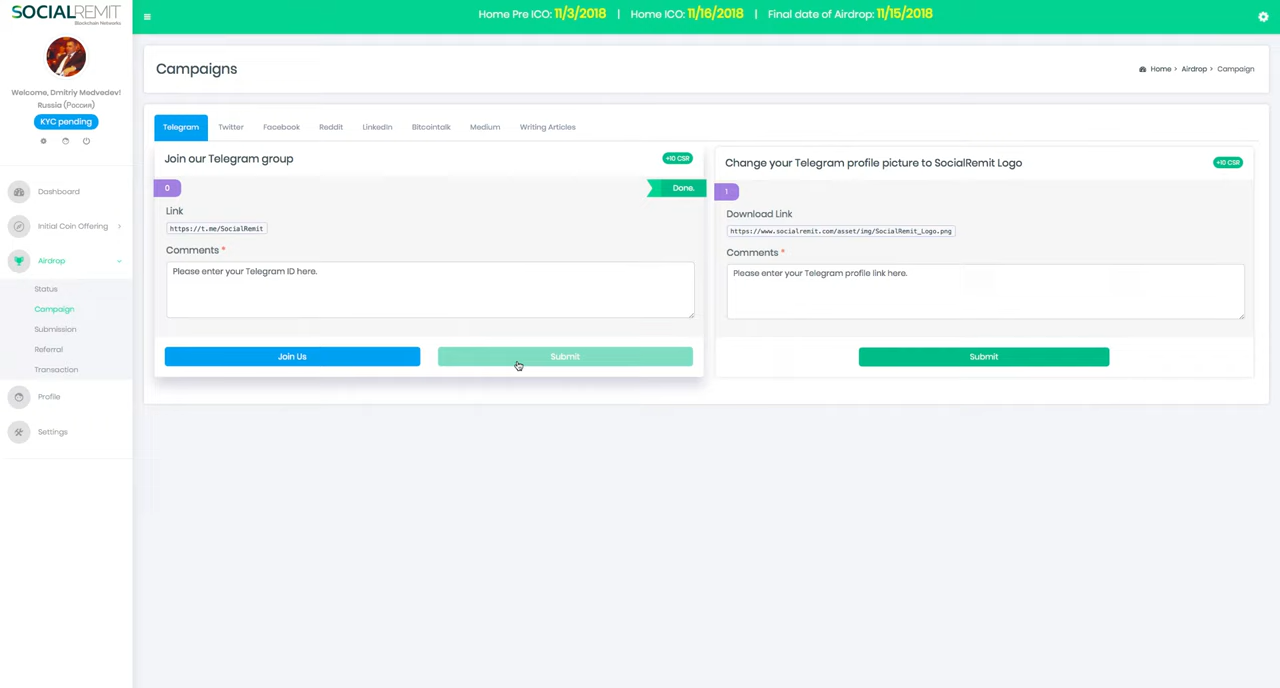 SOCIALREMIT
Blockchain Networks
Home Pre ICO: 11/3/2018 | Home ICO: 11/16/2018 | Final date of Airdrop: 11/15/2018
Welcome, Dmitriy Medvedev!
Russia (Россия)
KYC pending
Dashboard
Initial Coin Offering
Airdrop
Status
Campaign
Submission
Referral
Transaction
Profile
Settings
Campaigns
Home > Airdrop > Campaign
Telegram Twitter Facebook Reddit LinkedIn Bitcointalk Medium Writing Articles
Join our Telegram group
+10 CSR
0
Done.
Link
https://t.me/SocialRemit
Comments *
Please enter your Telegram ID here.
Join Us
Submit
Change your Telegram profile picture to SocialRemit Logo
+10 CSR
1
Download Link
https://www.socialremit.com/asset/img/SocialRemit_Logo.png
Comments *
Please enter your Telegram profile link here.
Submit